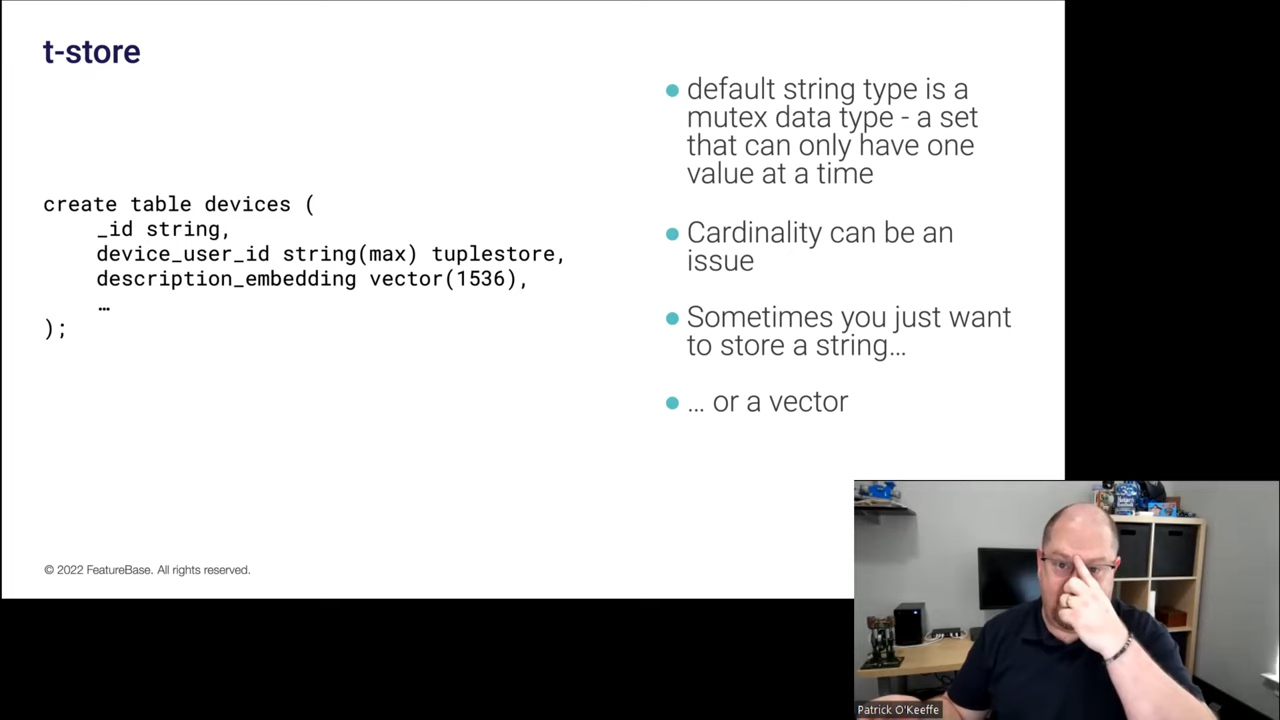 t-store
create table devices (
_id string,
device_user_id string(max) tuplestore,
description_embedding vector(1536),
…
);
default string type is a
mutex data type - a set
that can only have one
value at a time
Cardinality can be an
issue
Sometimes you just want
to store a string…
… or a vector
© 2022 FeatureBase. All rights reserved.
Patrick O'Keeffe